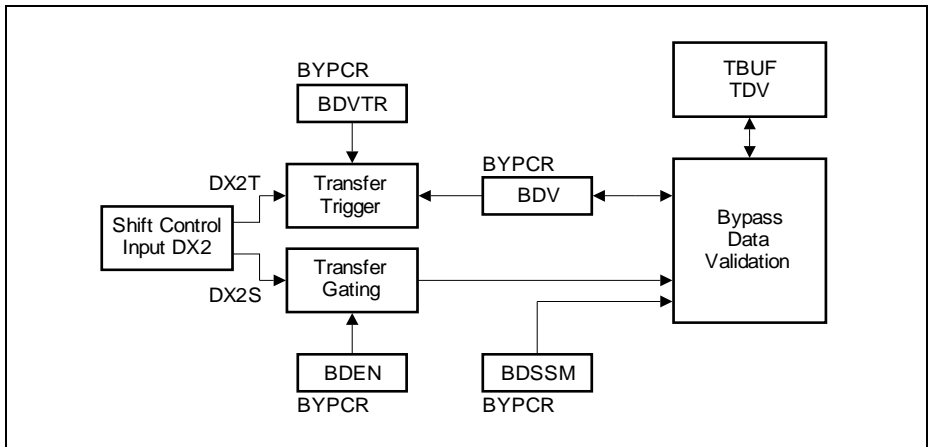 BYPCR
BDVTR
TBUF
TDV
DX2T
Transfer
Trigger
BYPCR
BDV
Shift Control
Input DX2
Bypass
Data
Validation
DX2S
Transfer
Gating
BDEN
BYPCR
BDSSM
BYPCR